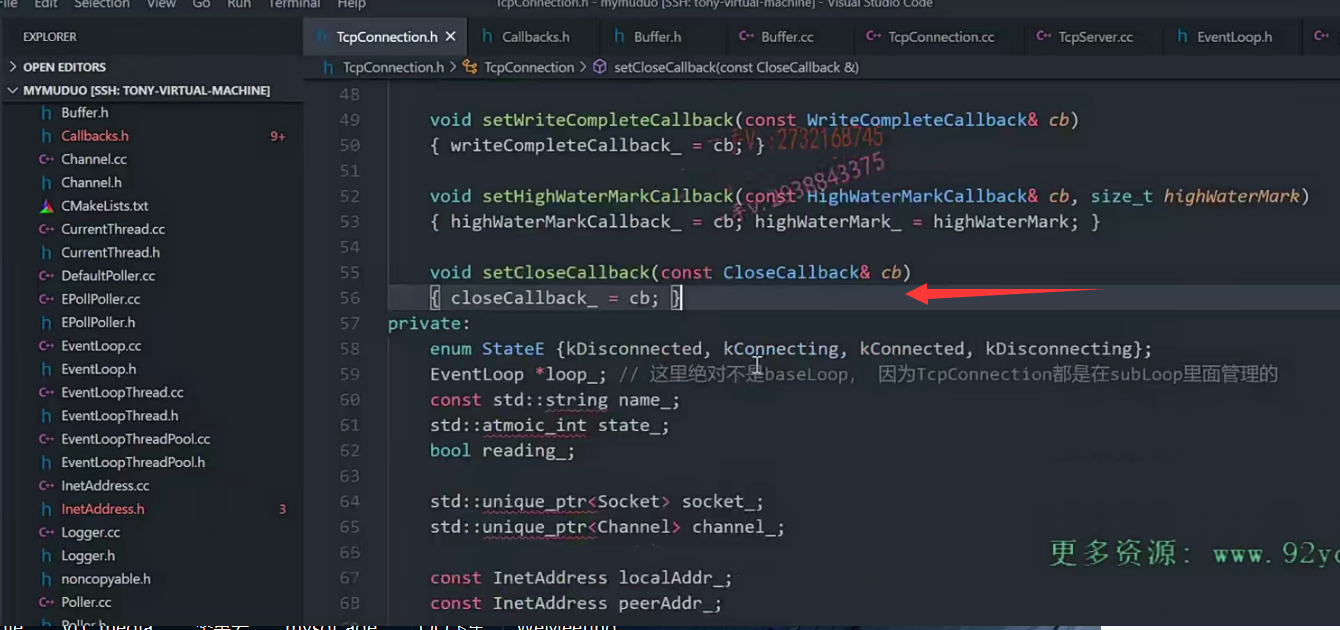 File Edit Selection View Go Run Terminal Help TcpConnection.h - mymuduo [SSH: tony-virtual-machine] - Visual Studio Code
EXPLORER
TcpConnection.h Callbacks.h Buffer.h Buffer.cc TcpConnection.cc TcpServer.cc EventLoop.h
OPEN EDITORS
TcpConnection.h > TcpConnection > setCloseCallback(const CloseCallback &)
MYMUDUO [SSH: TONY-VIRTUAL-MACHINE]
Buffer.h
Callbacks.h 9+
Channel.cc
Channel.h
CMakeLists.txt
CurrentThread.cc
CurrentThread.h
DefaultPoller.cc
EPollPoller.cc
EPollPoller.h
EventLoop.cc
EventLoop.h
EventLoopThread.cc
EventLoopThread.h
EventLoopThreadPool.cc
EventLoopThreadPool.h
InetAddress.cc
InetAddress.h 3
Logger.cc
Logger.h
noncopyable.h
Poller.cc
Poller.h
48
49 void setWriteCompleteCallback(const WriteCompleteCallback& cb)
50 { writeCompleteCallback_ = cb; }
51
52 void setHighWaterMarkCallback(const HighWaterMarkCallback& cb, size_t highWaterMark)
53 { highWaterMarkCallback_ = cb; highWaterMark_ = highWaterMark; }
54
55 void setCloseCallback(const CloseCallback& cb)
56 { closeCallback_ = cb; }
57 private:
58 enum StateE {kDisconnected, kConnecting, kConnected, kDisconnecting};
59 EventLoop *loop_; // 这里绝对不是baseLoop, 因为TcpConnection都是在subLoop里面管理的
60 const std::string name_;
61 std::atmoic_int state_;
62 bool reading_;
63
64 std::unique_ptr<Socket> socket_;
65 std::unique_ptr<Channel> channel_;
66
67 const InetAddress localAddr_;
68 const InetAddress peerAddr_;
:2732168745
2938843375
更多资源: www.92yc